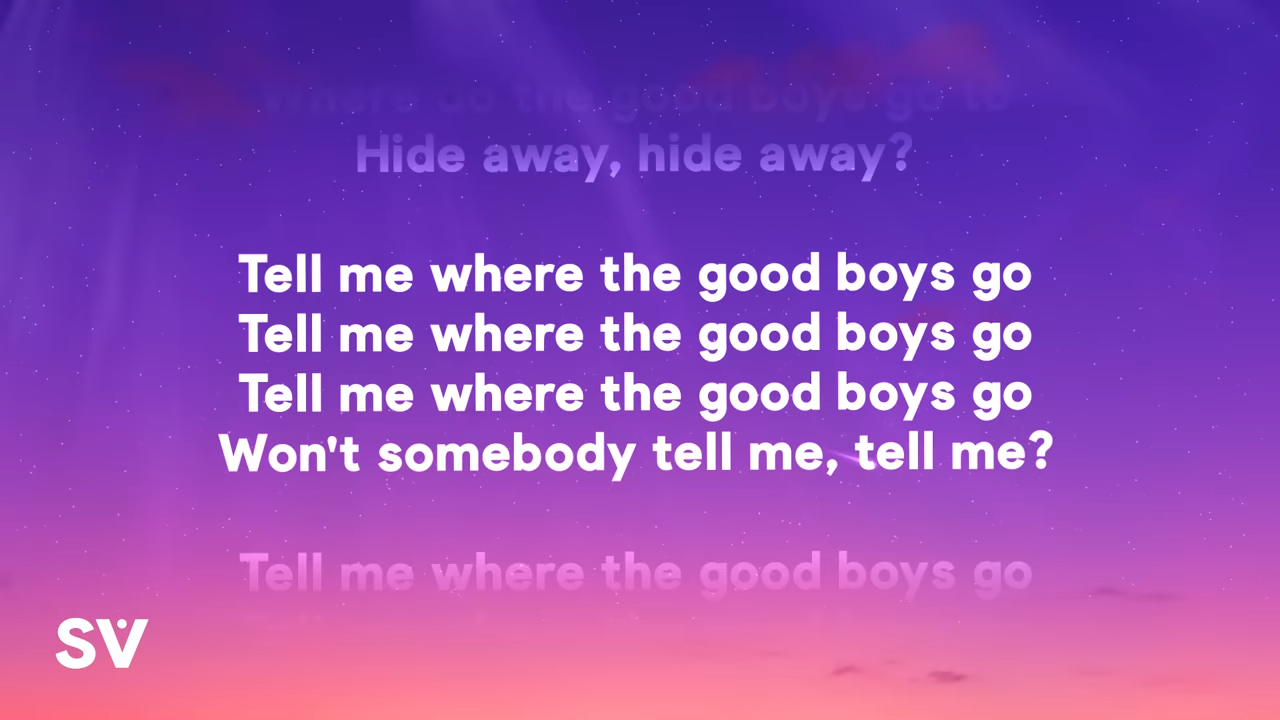 Where do the good boys go to
Hide away, hide away?
Tell me where the good boys go
Tell me where the good boys go
Tell me where the good boys go
Won't somebody tell me, tell me?
Tell me where the good boys go
SV